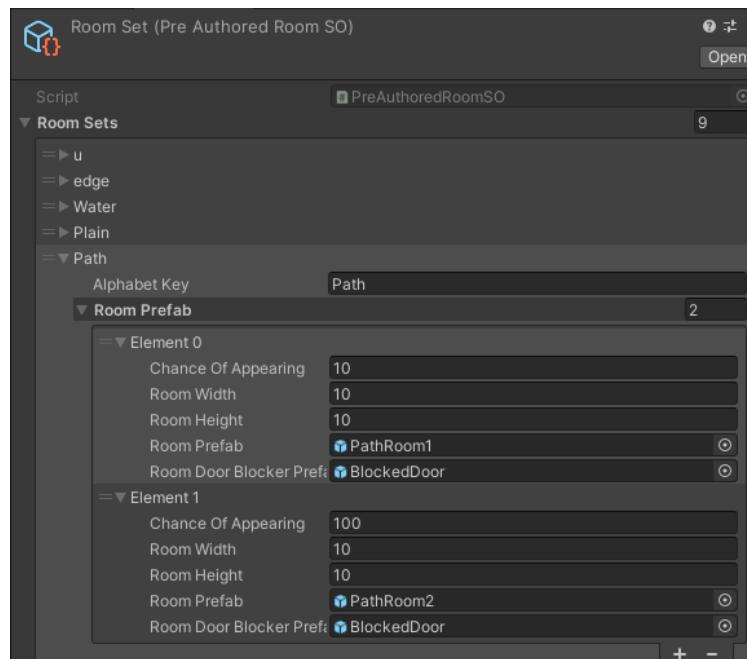 Room Set (Pre Authored Room SO)
Open
Script PreAuthoredRoomSO
Room Sets 9
u
edge
Water
Plain
Path
Alphabet Key Path
Room Prefab 2
Element 0
Chance Of Appearing 10
Room Width 10
Room Height 10
Room Prefab PathRoom1
Room Door Blocker Prefa BlockedDoor
Element 1
Chance Of Appearing 100
Room Width 10
Room Height 10
Room Prefab PathRoom2
Room Door Blocker Prefa BlockedDoor
+ −